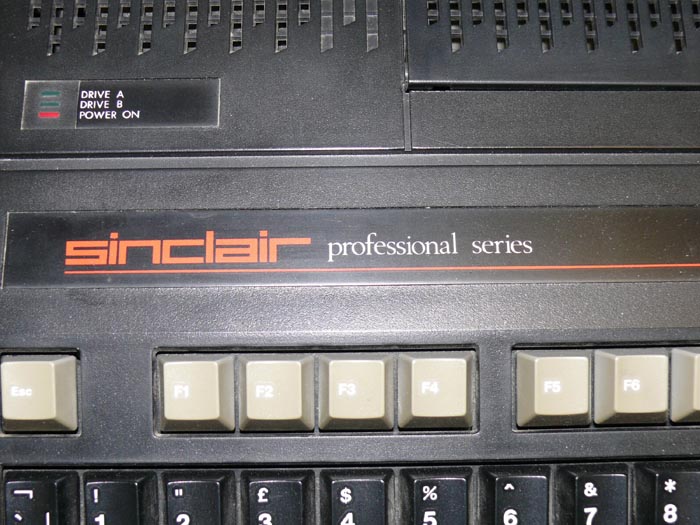 DRIVE A
DRIVE B
POWER ON
sinclair professional series
Esc F1 F2 F3 F4 F5 F6
¬ ! " £ $ % ^ & *
1 2 3 4 5 6 7 8